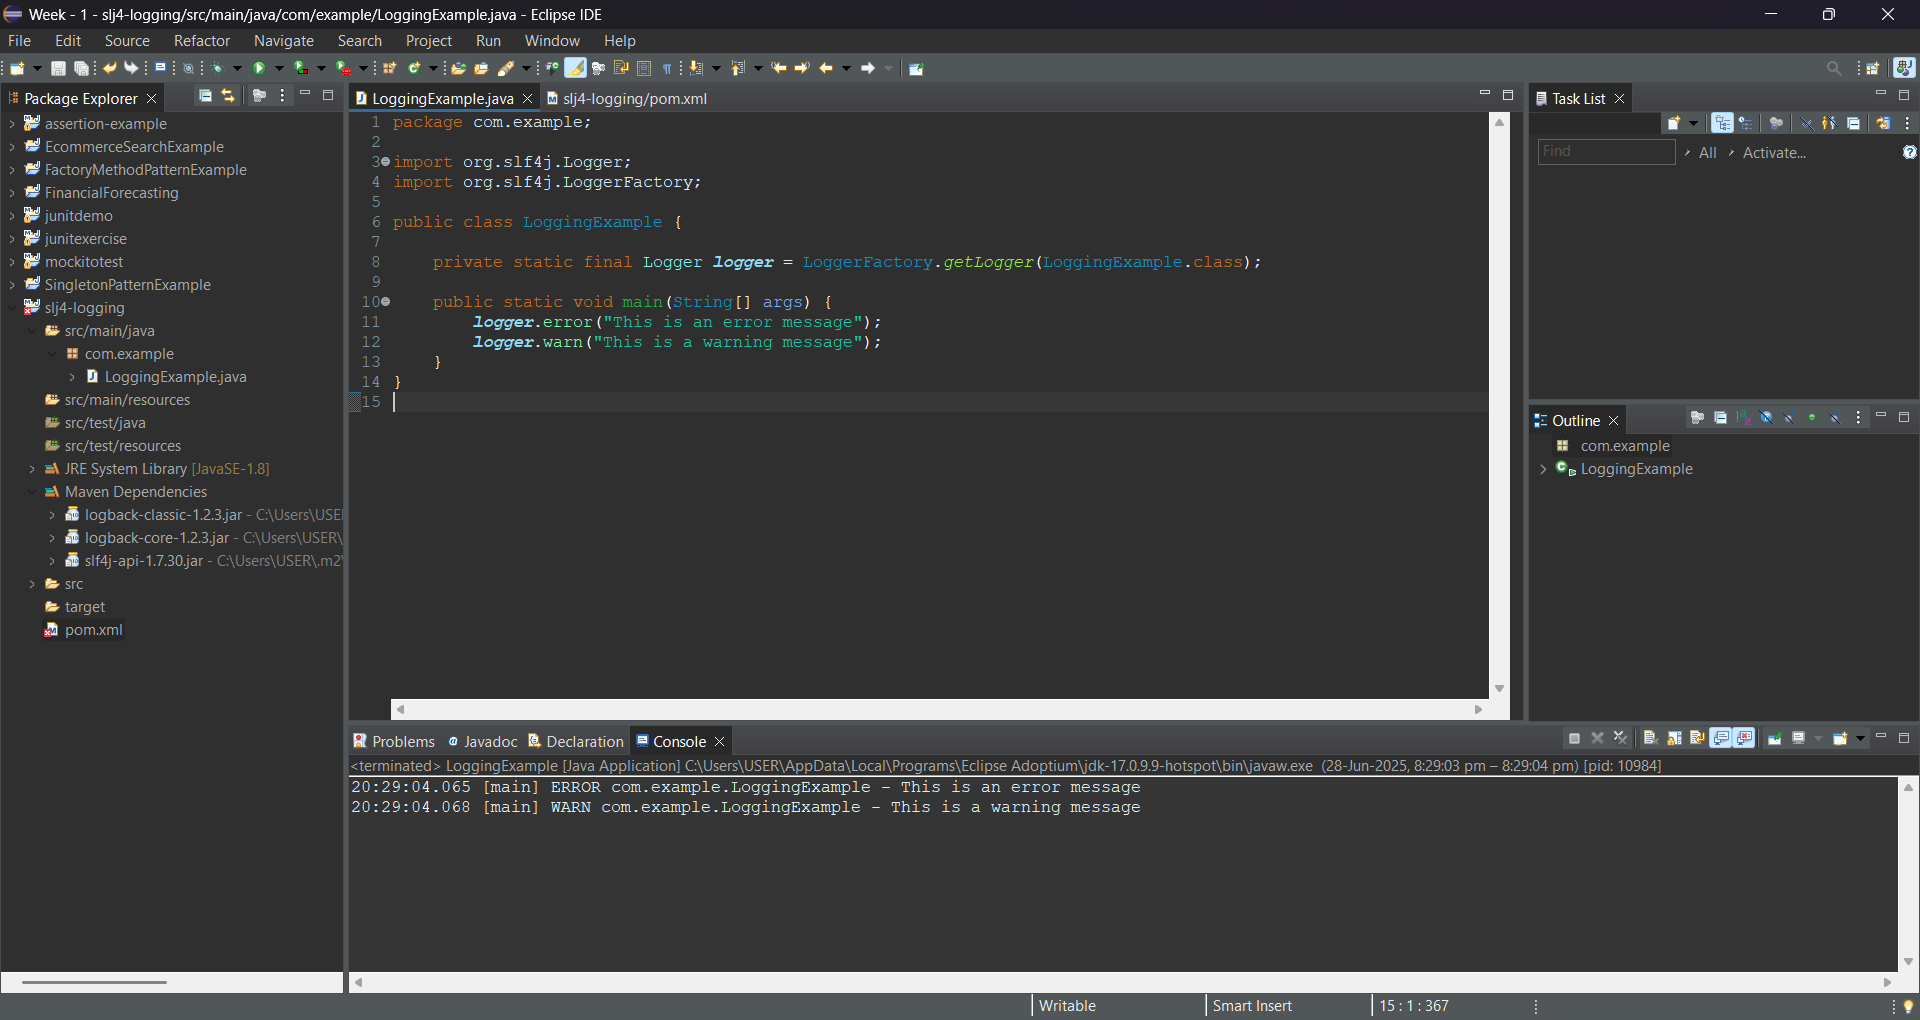 Week - 1 - slj4-logging/src/main/java/com/example/LoggingExample.java - Eclipse IDE
File Edit Source Refactor Navigate Search Project Run Window Help
Package Explorer
assertion-example
EcommerceSearchExample
FactoryMethodPatternExample
FinancialForecasting
junitdemo
junitexercise
mockitotest
SingletonPatternExample
slj4-logging
src/main/java
com.example
LoggingExample.java
src/main/resources
src/test/java
src/test/resources
JRE System Library [JavaSE-1.8]
Maven Dependencies
logback-classic-1.2.3.jar - C:\Users\USE
logback-core-1.2.3.jar - C:\Users\USER\
slf4j-api-1.7.30.jar - C:\Users\USER\.m2\
src
target
pom.xml
LoggingExample.java slj4-logging/pom.xml
1 package com.example;
2
3 import org.slf4j.Logger;
4 import org.slf4j.LoggerFactory;
5
6 public class LoggingExample {
7
8 private static final Logger logger = LoggerFactory.getLogger(LoggingExample.class);
9
10 public static void main(String[] args) {
11 logger.error("This is an error message");
12 logger.warn("This is a warning message");
13 }
14 }
15
Task List
Find All Activate...
Outline
com.example
LoggingExample
Problems Javadoc Declaration Console
<terminated> LoggingExample [Java Application] C:\Users\USER\AppData\Local\Programs\Eclipse Adoptium\jdk-17.0.9.9-hotspot\bin\javaw.exe (28-Jun-2025, 8:29:03 pm – 8:29:04 pm) [pid: 10984]
20:29:04.065 [main] ERROR com.example.LoggingExample - This is an error message
20:29:04.068 [main] WARN com.example.LoggingExample - This is a warning message
Writable Smart Insert 15 : 1 : 367